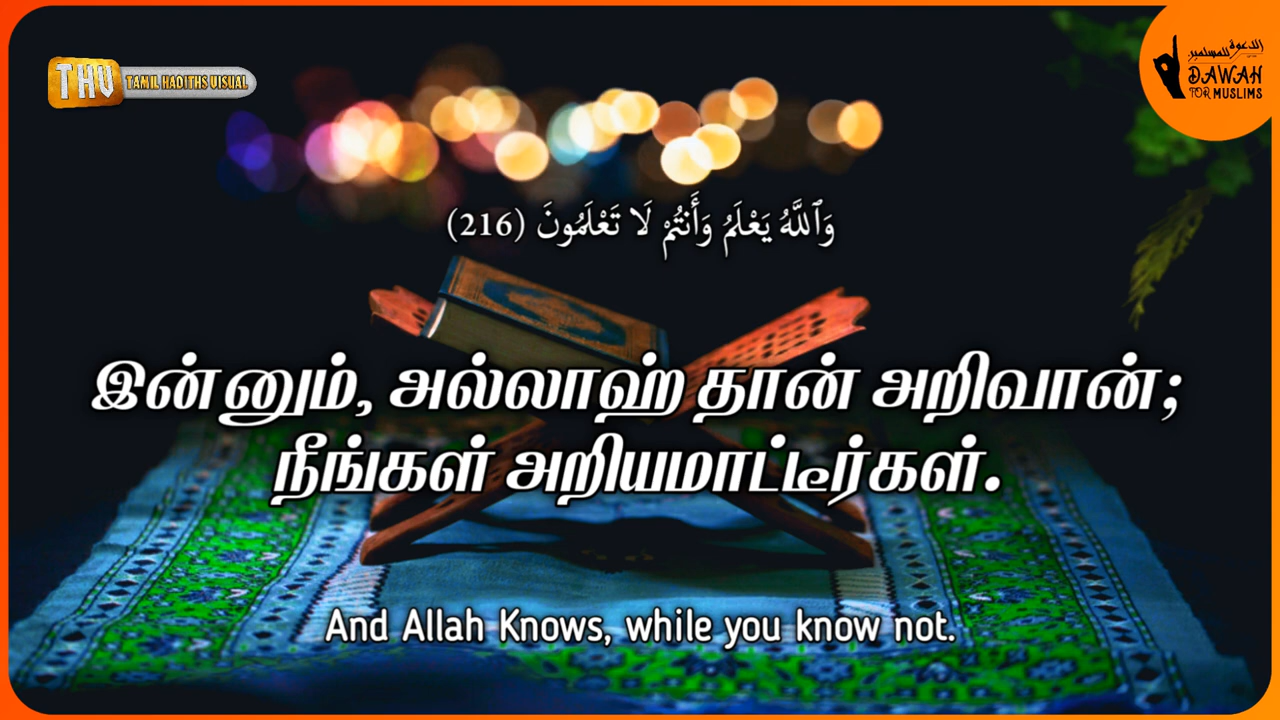 THV TAMIL HADITHS VISUAL
الدعوة للمسلمين
DAWAH
FOR MUSLIMS
وَٱللَّهُ يَعْلَمُ وَأَنتُمْ لَا تَعْلَمُونَ (216)
இன்னும், அல்லாஹ் தான் அறிவான்;
நீங்கள் அறியமாட்டீர்கள்.
And Allah Knows, while you know not.